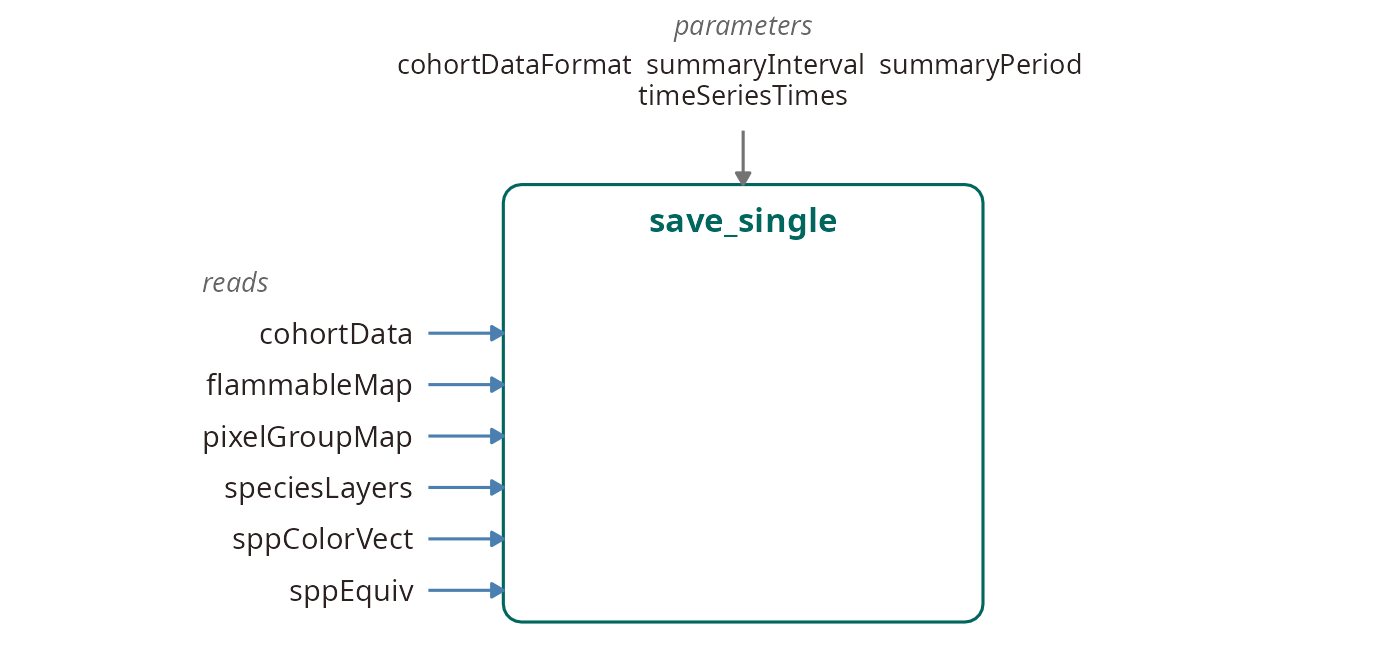 parameters
cohortDataFormat summaryInterval summaryPeriod
timeSeriesTimes
save_single
reads
cohortData
flammableMap
pixelGroupMap
speciesLayers
sppColorVect
sppEquiv